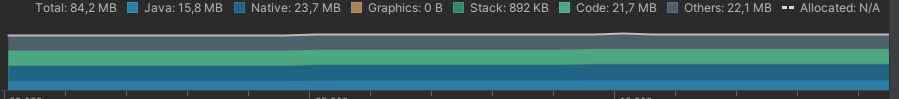 Total: 84,2 MB Java: 15,8 MB Native: 23,7 MB Graphics: 0 B Stack: 892 KB Code: 21,7 MB Others: 22,1 MB Allocated: N/A